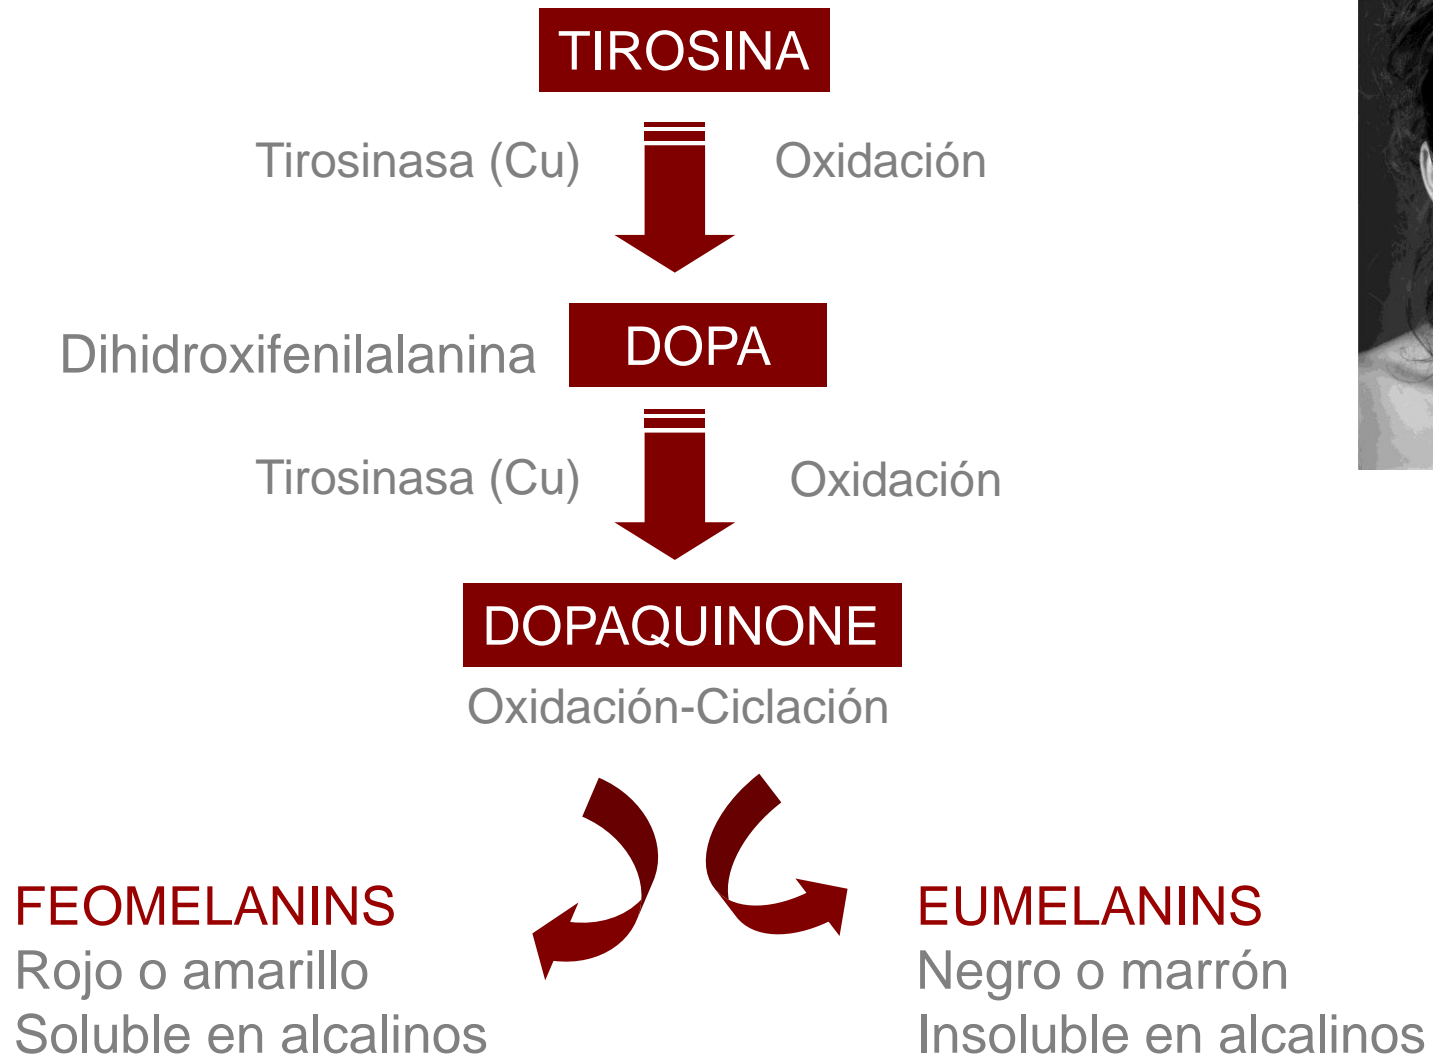 TIROSINA
Tirosinasa (Cu)
Oxidación
Dihidroxifenilalanina
DOPA
Tirosinasa (Cu)
Oxidación
DOPAQUINONE
Oxidación-Ciclación
FEOMELANINS
Rojo o amarillo
Soluble en alcalinos
EUMELANINS
Negro o marrón
Insoluble en alcalinos